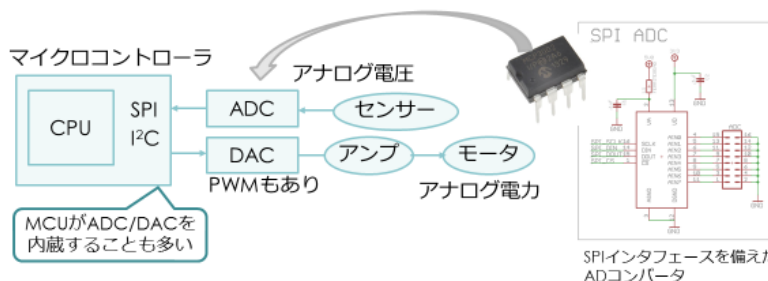 マイクロコントローラ
CPU
SPI
I²C
アナログ電圧
ADC
センサー
DAC
アンプ
モータ
PWMもあり
アナログ電力
MCUがADC/DACを
内蔵することも多い
SPI ADC
ADC
GND
GND
GND
SPIインタフェースを備えた
ADコンバータ